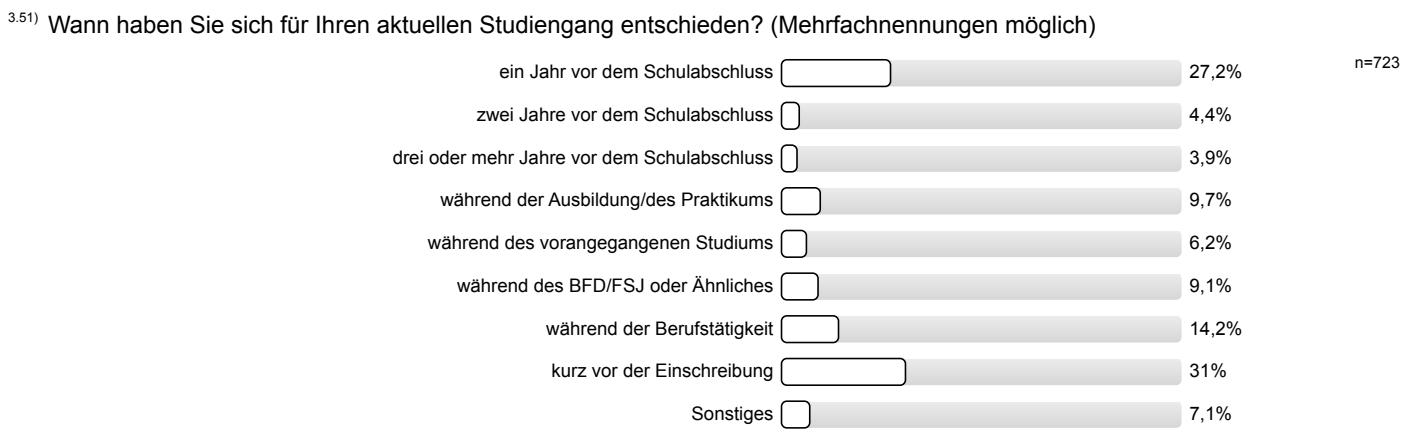 3.51) Wann haben Sie sich für Ihren aktuellen Studiengang entschieden? (Mehrfachnennungen möglich)
n=723
ein Jahr vor dem Schulabschluss 27,2%
zwei Jahre vor dem Schulabschluss 4,4%
drei oder mehr Jahre vor dem Schulabschluss 3,9%
während der Ausbildung/des Praktikums 9,7%
während des vorangegangenen Studiums 6,2%
während des BFD/FSJ oder Ähnliches 9,1%
während der Berufstätigkeit 14,2%
kurz vor der Einschreibung 31%
Sonstiges 7,1%